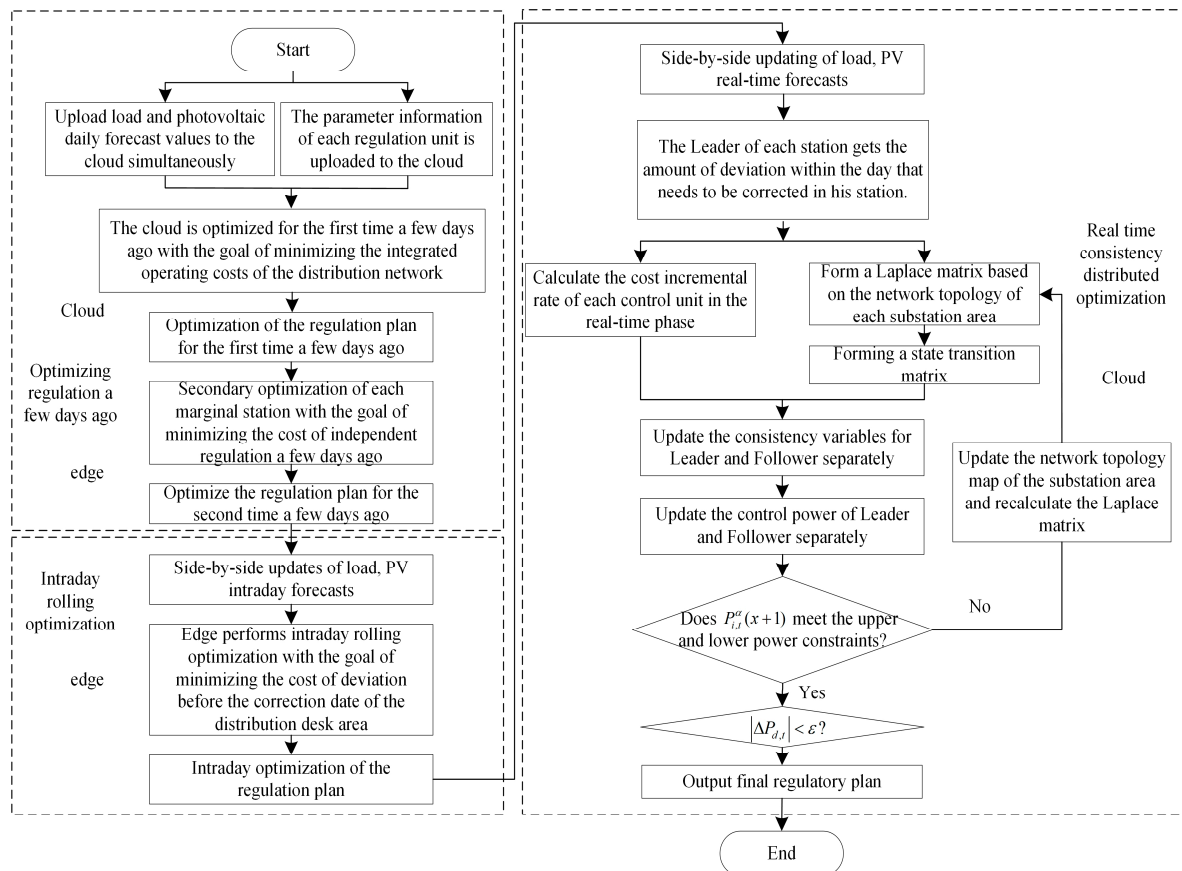 Start
Upload load and photovoltaic
daily forecast values to the
cloud simultaneously
The parameter information
of each regulation unit is
uploaded to the cloud
The cloud is optimized for the first time a few days
ago with the goal of minimizing the integrated
operating costs of the distribution network
Cloud
Optimization of the regulation plan
for the first time a few days ago
Optimizing
regulation a
few days ago
Secondary optimization of each
marginal station with the goal of
minimizing the cost of independent
regulation a few days ago
edge
Optimize the regulation plan for the
second time a few days ago
Intraday
rolling
optimization
Side-by-side updates of load, PV
intraday forecasts
edge
Edge performs intraday rolling
optimization with the goal of
minimizing the cost of deviation
before the correction date of the
distribution desk area
Intraday optimization of the
regulation plan
Side-by-side updating of load, PV
real-time forecasts
The Leader of each station gets the
amount of deviation within the day that
needs to be corrected in his station.
Real time
consistency
distributed
optimization
Calculate the cost incremental
rate of each control unit in the
real-time phase
Form a Laplace matrix based
on the network topology of
each substation area
Forming a state transition
matrix
Cloud
Update the consistency variables for
Leader and Follower separately
Update the network topology
map of the substation area
and recalculate the Laplace
matrix
Update the control power of Leader
and Follower separately
Does $P_{i,t}^{\alpha}(x+1)$ meet the upper
and lower power constraints?
No
Yes
$|\Delta P_{d,t}| < \varepsilon$?
Output final regulatory plan
End